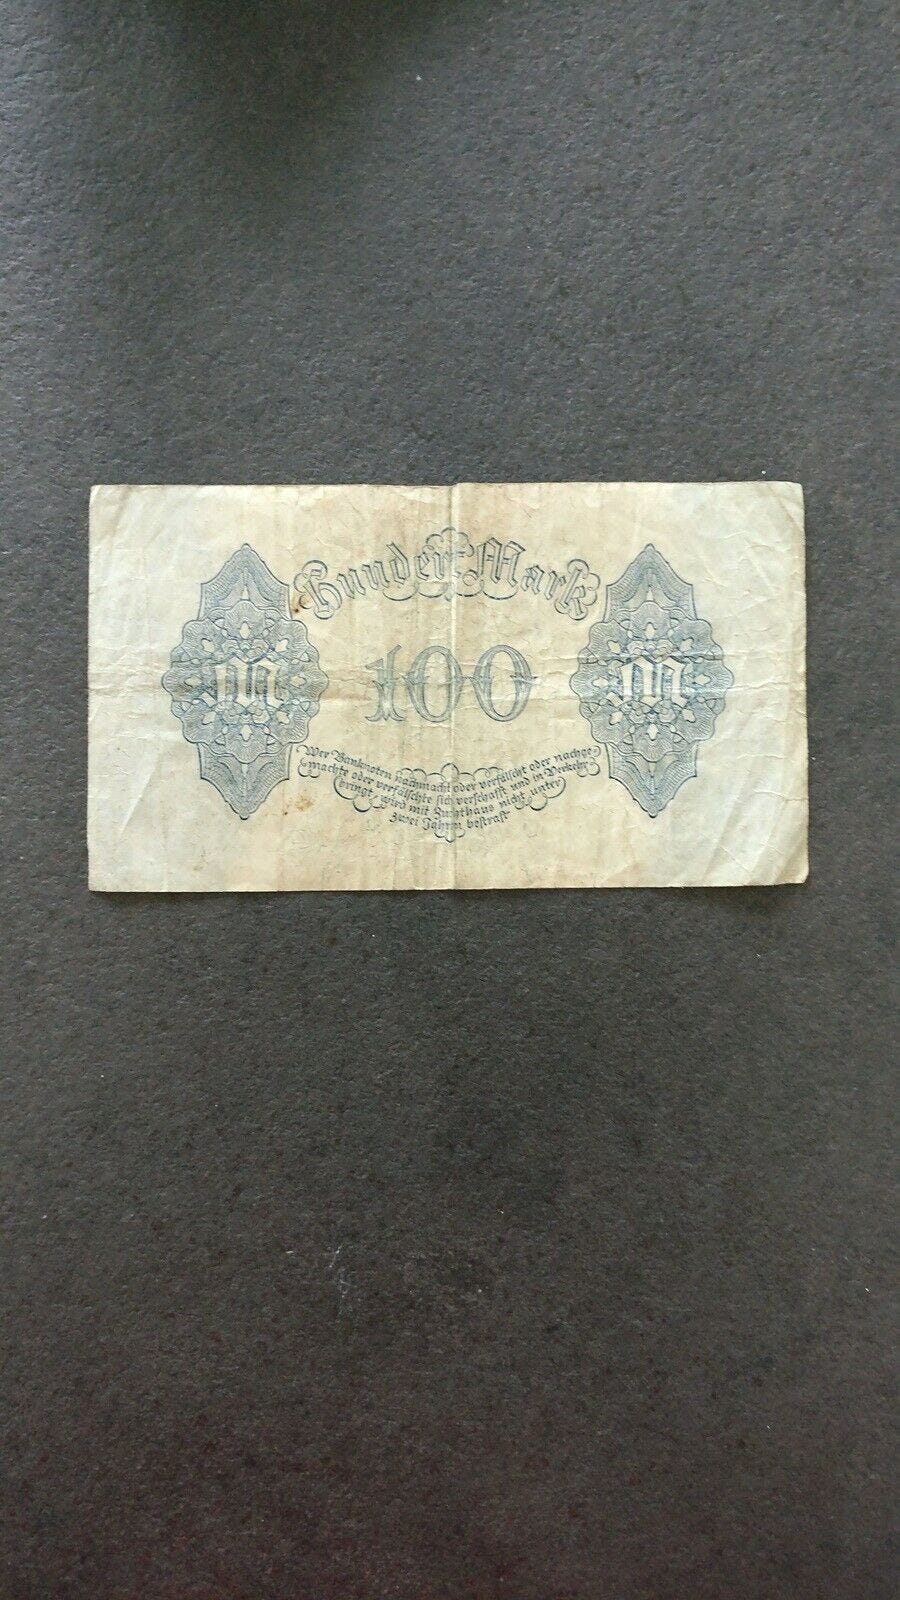 Hundert Mark
M 100 M
Wer Banknoten nachmacht oder verfälscht oder nachge-
machte oder verfälschte sich verschafft und in Verkehr
bringt, wird mit Zuchthaus nicht unter
zwei Jahren bestraft